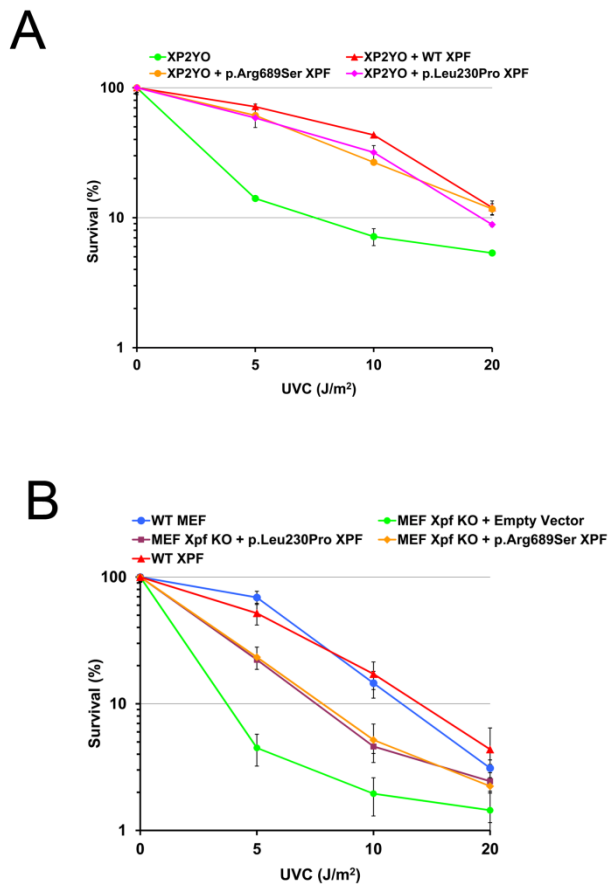 A
XP2YO
XP2YO + WT XPF
XP2YO + p.Arg689Ser XPF
XP2YO + p.Leu230Pro XPF
100
10
1
Survival (%)
0 5 10 20
UVC (J/m²)
B
WT MEF
MEF Xpf KO + Empty Vector
MEF Xpf KO + p.Leu230Pro XPF
MEF Xpf KO + p.Arg689Ser XPF
WT XPF
100
10
1
Survival (%)
0 5 10 20
UVC (J/m²)